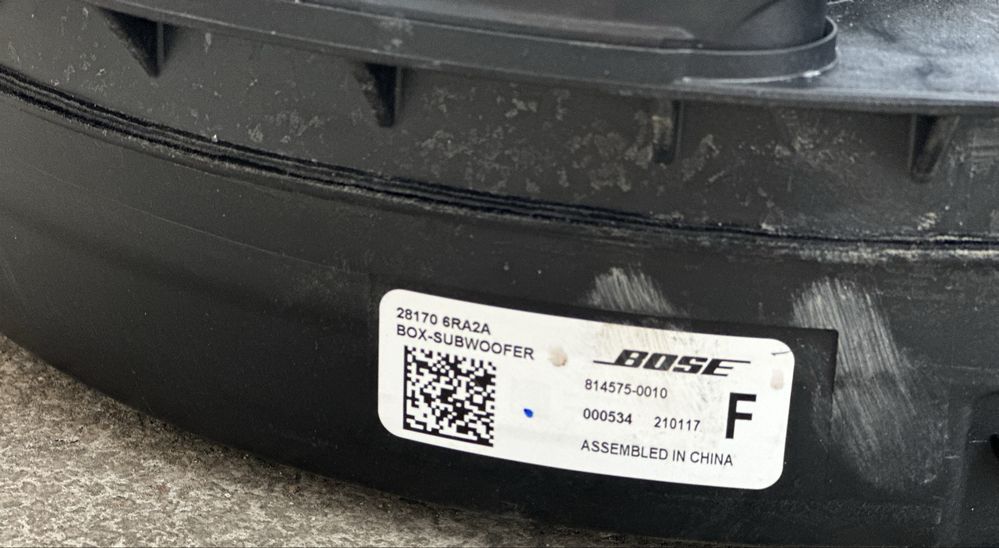 28170 6RA2A
BOX-SUBWOOFER
BOSE
814575-0010
000534 210117
F
ASSEMBLED IN CHINA